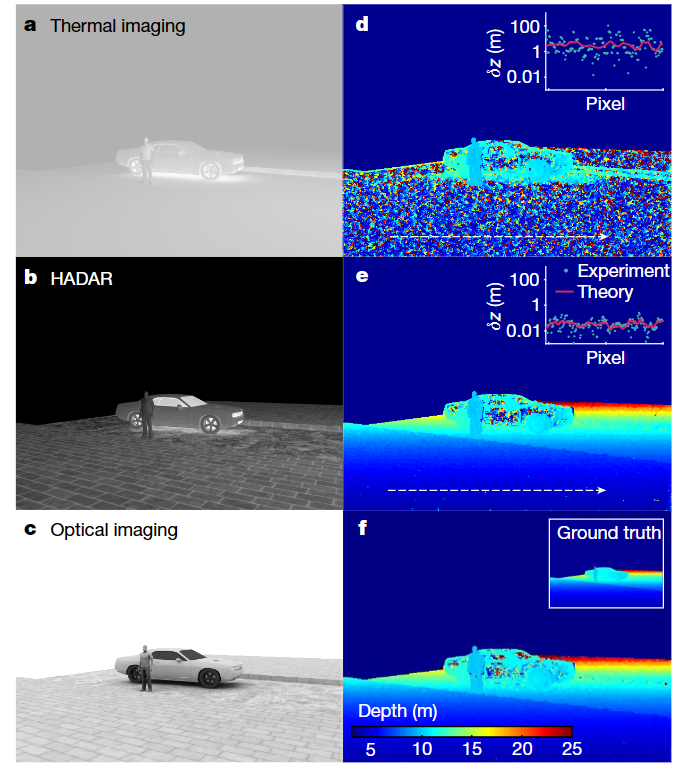 a Thermal imaging
d
δz (m)
100
1
0.01
Pixel
b HADAR
e
δz (m)
100
1
0.01
Experiment
Theory
Pixel
c Optical imaging
f
Ground truth
Depth (m)
5 10 15 20 25